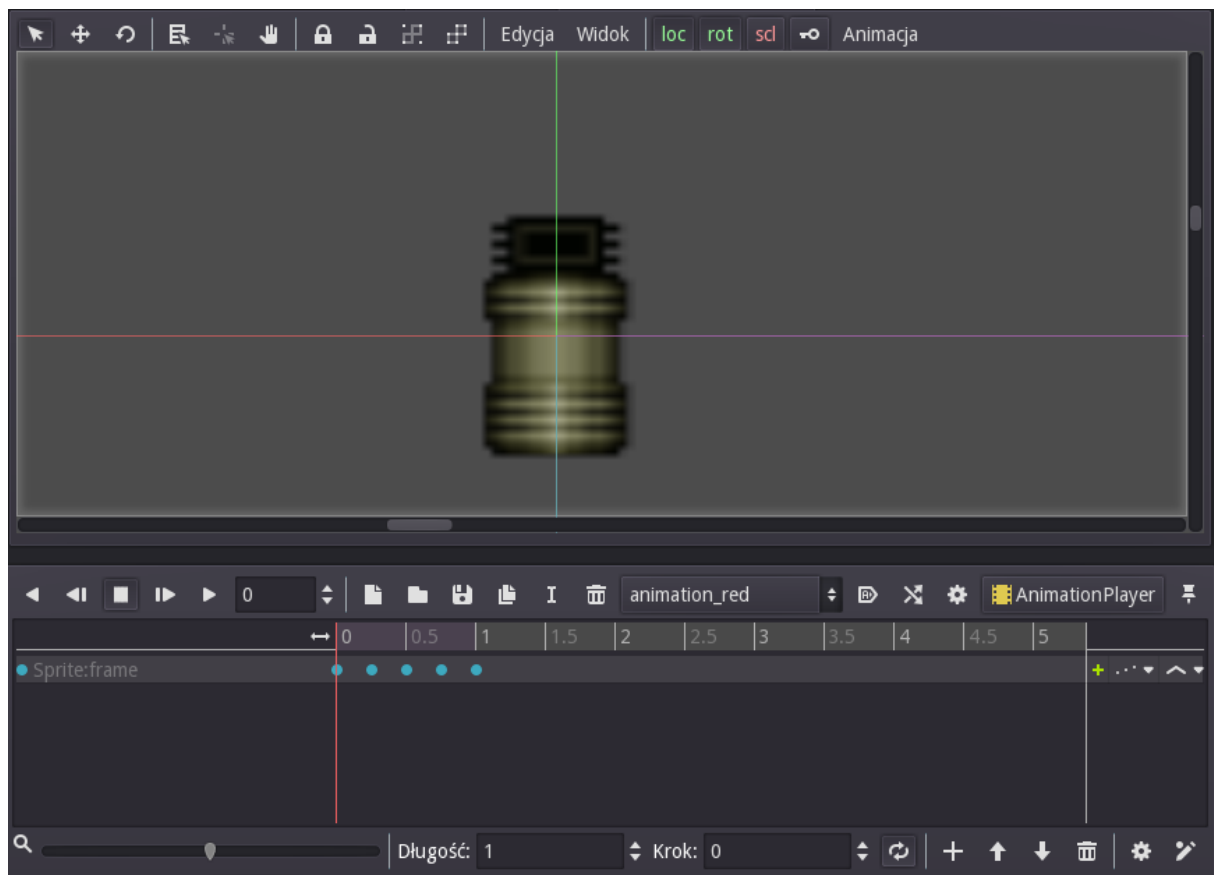 Edycja Widok loc rot scl Animacja
0 animation_red AnimationPlayer
0 0.5 1 1.5 2 2.5 3 3.5 4 4.5 5
Sprite:frame
Długość: 1 Krok: 0